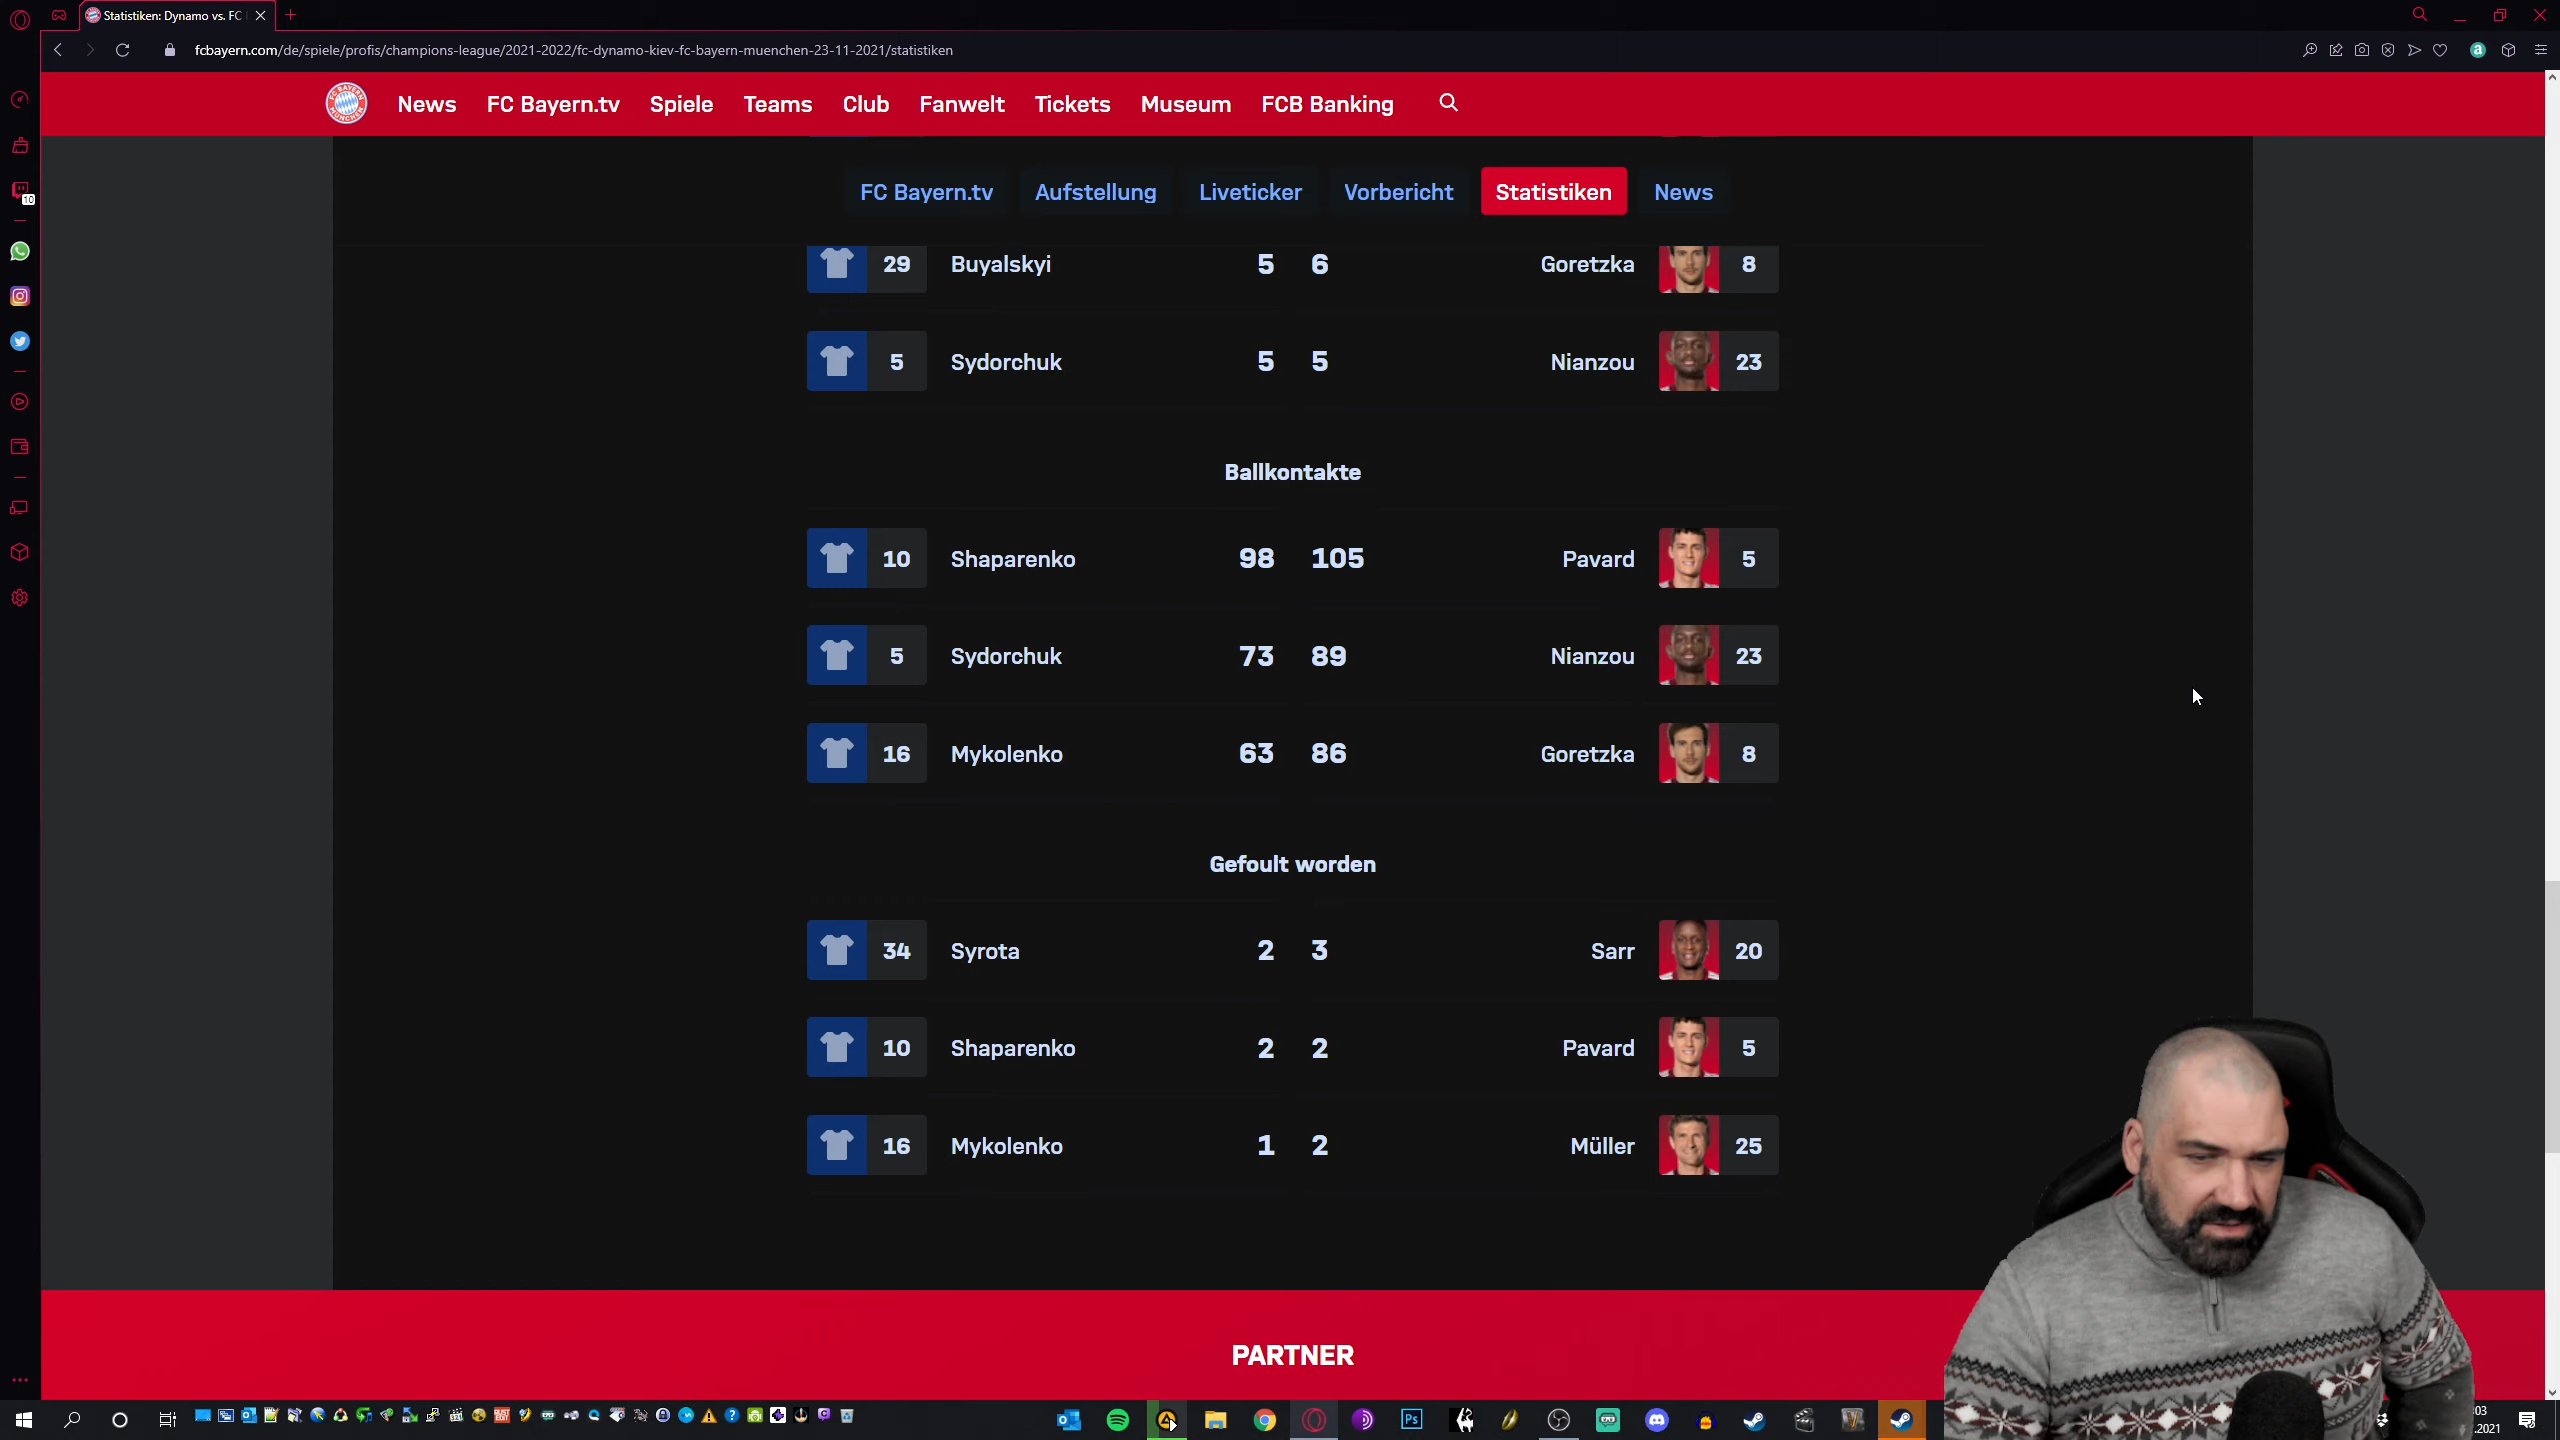 Statistiken: Dynamo vs. FC
fcbayern.com/de/spiele/profis/champions-league/2021-2022/fc-dynamo-kiev-fc-bayern-muenchen-23-11-2021/statistiken
News FC Bayern.tv Spiele Teams Club Fanwelt Tickets Museum FCB Banking
FC Bayern.tv Aufstellung Liveticker Vorbericht Statistiken News
10
29 Buyalskyi 5 6 Goretzka 8
5 Sydorchuk 5 5 Nianzou 23
Ballkontakte
10 Shaparenko 98 105 Pavard 5
5 Sydorchuk 73 89 Nianzou 23
16 Mykolenko 63 86 Goretzka 8
Gefoult worden
34 Syrota 2 3 Sarr 20
10 Shaparenko 2 2 Pavard 5
16 Mykolenko 1 2 Müller 25
PARTNER
Ps
:03
.2021